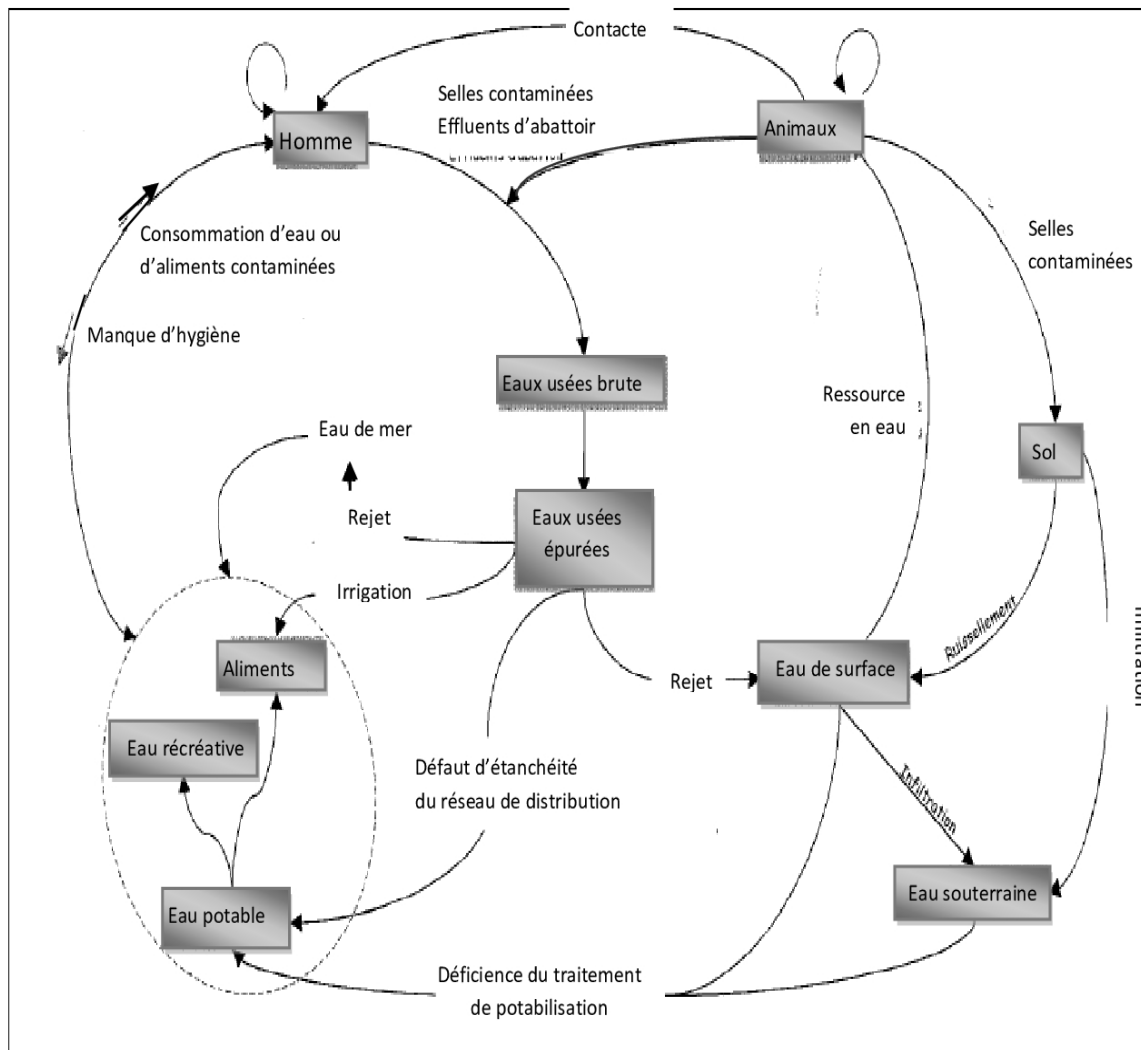 Contacte
Selles contaminées
Effluents d'abattoir
Homme
Animaux
Consommation d'eau ou
d'aliments contaminées
Selles
contaminées
Manque d'hygiène
Eaux usées brute
Ressource
en eau
Eau de mer
Sol
Rejet
Eaux usées
épurées
Irrigation
Ruissellement
Infiltration
Aliments
Rejet
Eau de surface
Eau récréative
Défaut d'étanchéité
du réseau de distribution
Infiltration
Eau potable
Eau souterraine
Déficience du traitement
de potabilisation